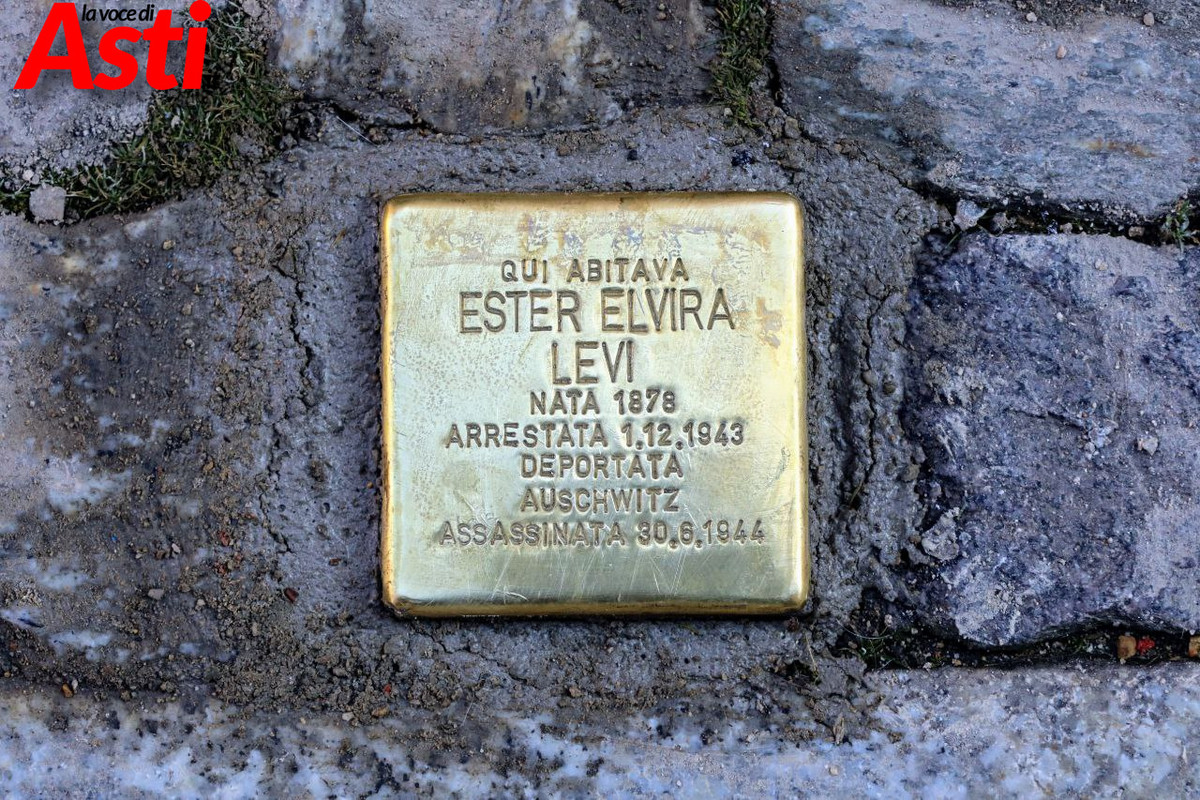 la voce di
Asti
QUI ABITAVA
ESTER ELVIRA
LEVI
NATA 1878
ARRESTATA 1.12.1943
DEPORTATA
AUSCHWITZ
ASSASSINATA 30.6.1944